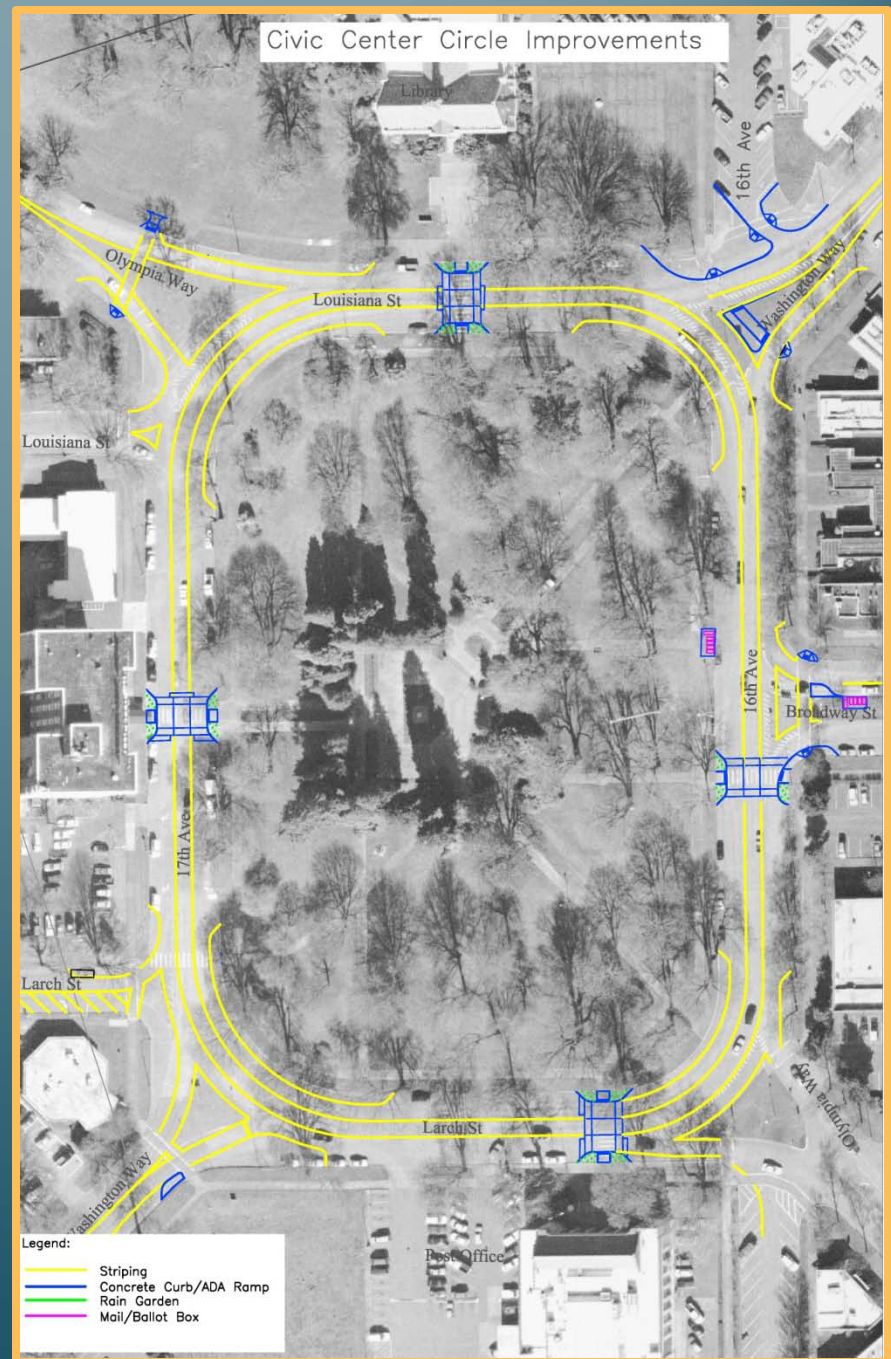 Civic Center Circle Improvements
Library
16th Ave
Washington Way
Olympia Way
Louisiana St
Louisiana St
16th Ave
Broadway St
17th Ave
Larch St
Olympia Way
Larch St
Washington Way
Post Office
Legend:
Striping
Concrete Curb/ADA Ramp
Rain Garden
Mail/Ballot Box